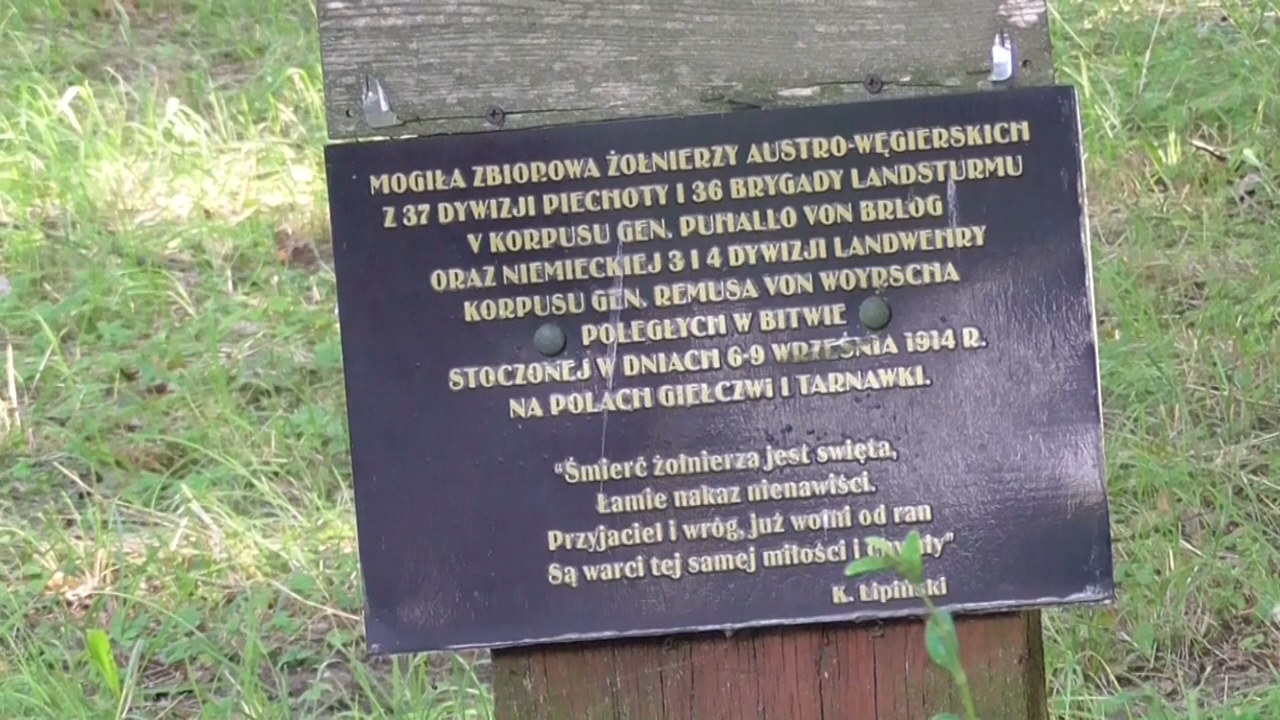 MOGIŁA ZBIOROWA ŻOŁNIERZY AUSTRO-WĘGIERSKICH
Z 37 DYWIZJI PIECHOTY I 36 BRYGADY LANDSTURMU
V KORPUSU GEN. PUHALLO VON BRLOG
ORAZ NIEMIECKIEJ 3 I 4 DYWIZJI LANDWEHRY
KORPUSU GEN. REMUSA VON WOYRSCHA
POLEGŁYCH W BITWIE
STOCZONEJ W DNIACH 6-9 WRZEŚNIA 1914 R.
NA POLACH GIEŁCZWi I TARNAWKI.
“Śmierć żołnierza jest swięta,
Łamie nakaz nienawiści.
Przyjaciel i wróg, już wolni od ran
Są warci tej samej miłości i
K. Łipiński